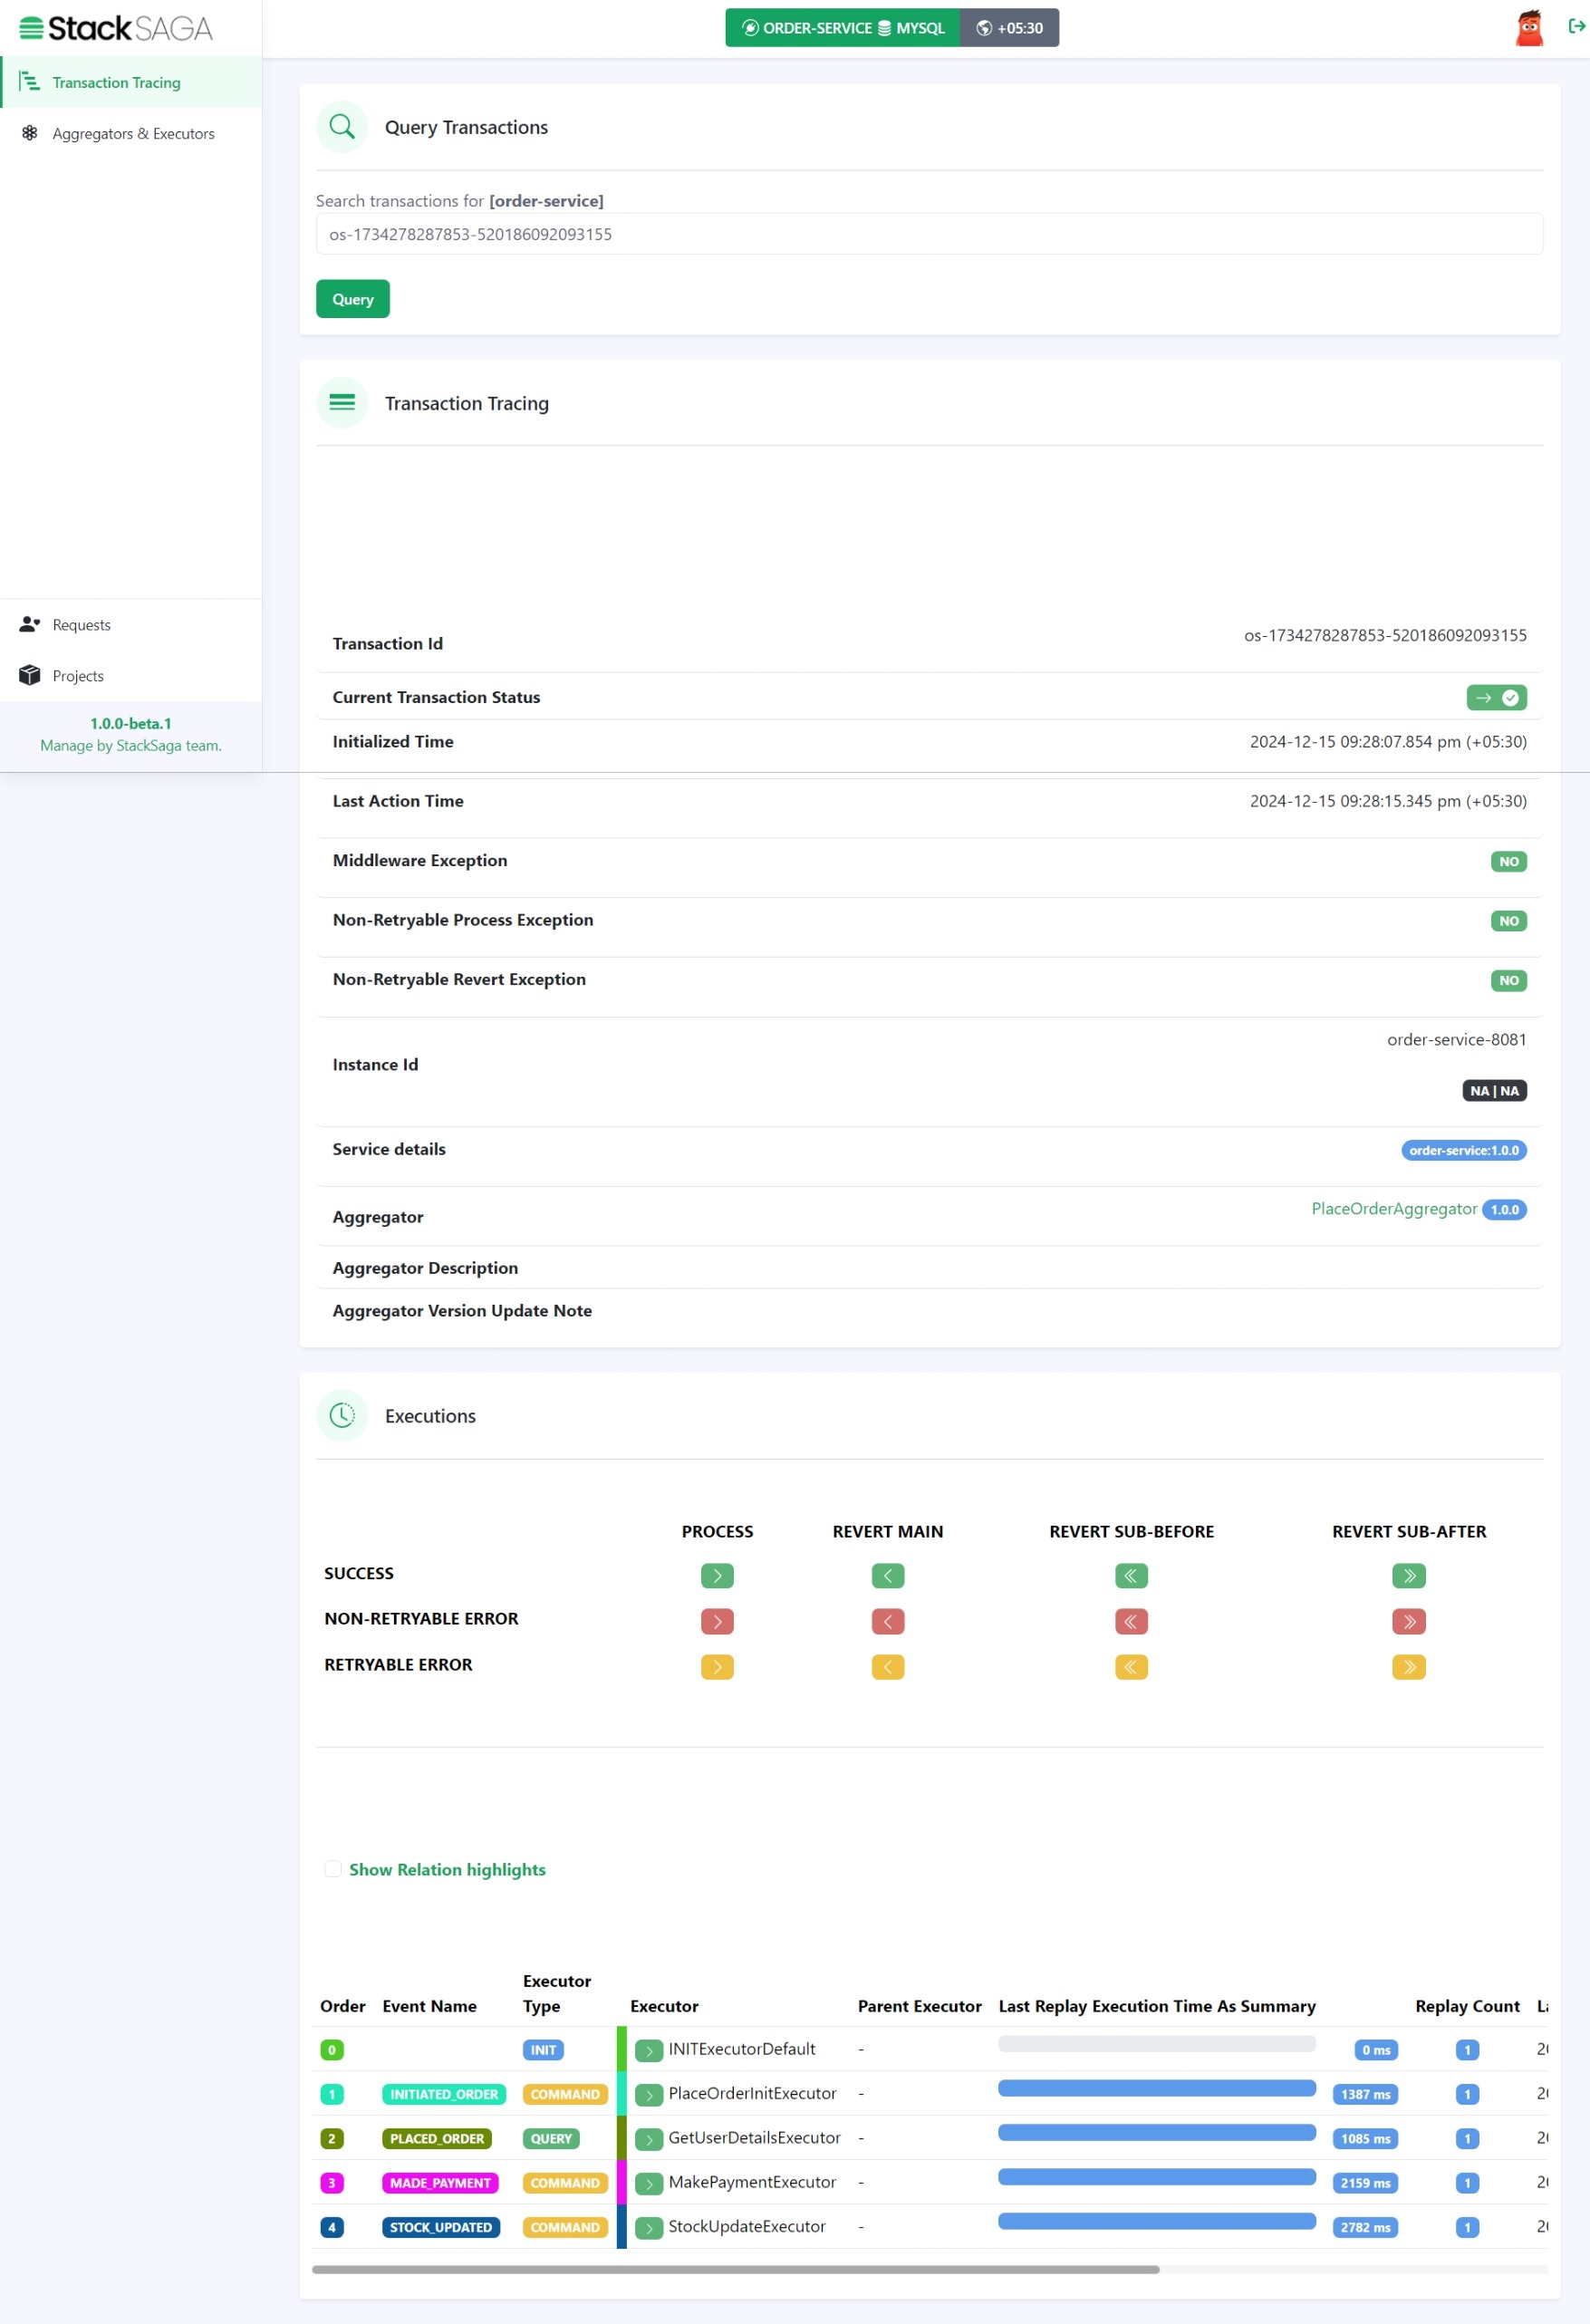 StackSAGA
ORDER-SERVICE MYSQL +05:30
Transaction Tracing
Aggregators & Executors
Requests
Projects
1.0.0-beta.1
Manage by StackSaga team.
Query Transactions
Search transactions for [order-service]
os-1734278287853-520186092093155
Query
Transaction Tracing
Transaction Id os-1734278287853-520186092093155
Current Transaction Status
Initialized Time 2024-12-15 09:28:07.854 pm (+05:30)
Last Action Time 2024-12-15 09:28:15.345 pm (+05:30)
Middleware Exception NO
Non-Retryable Process Exception NO
Non-Retryable Revert Exception NO
Instance Id order-service-8081
NA | NA
Service details order-service:1.0.0
Aggregator PlaceOrderAggregator 1.0.0
Aggregator Description
Aggregator Version Update Note
Executions
PROCESS REVERT MAIN REVERT SUB-BEFORE REVERT SUB-AFTER
SUCCESS
NON-RETRYABLE ERROR
RETRYABLE ERROR
Show Relation highlights
Order Event Name Executor Type Executor Parent Executor Last Replay Execution Time As Summary Replay Count
0 INIT INITExecutorDefault - 0 ms 1
1 INITIATED_ORDER COMMAND PlaceOrderInitExecutor - 1387 ms 1
2 PLACED_ORDER QUERY GetUserDetailsExecutor - 1085 ms 1
3 MADE_PAYMENT COMMAND MakePaymentExecutor - 2159 ms 1
4 STOCK_UPDATED COMMAND StockUpdateExecutor - 2782 ms 1